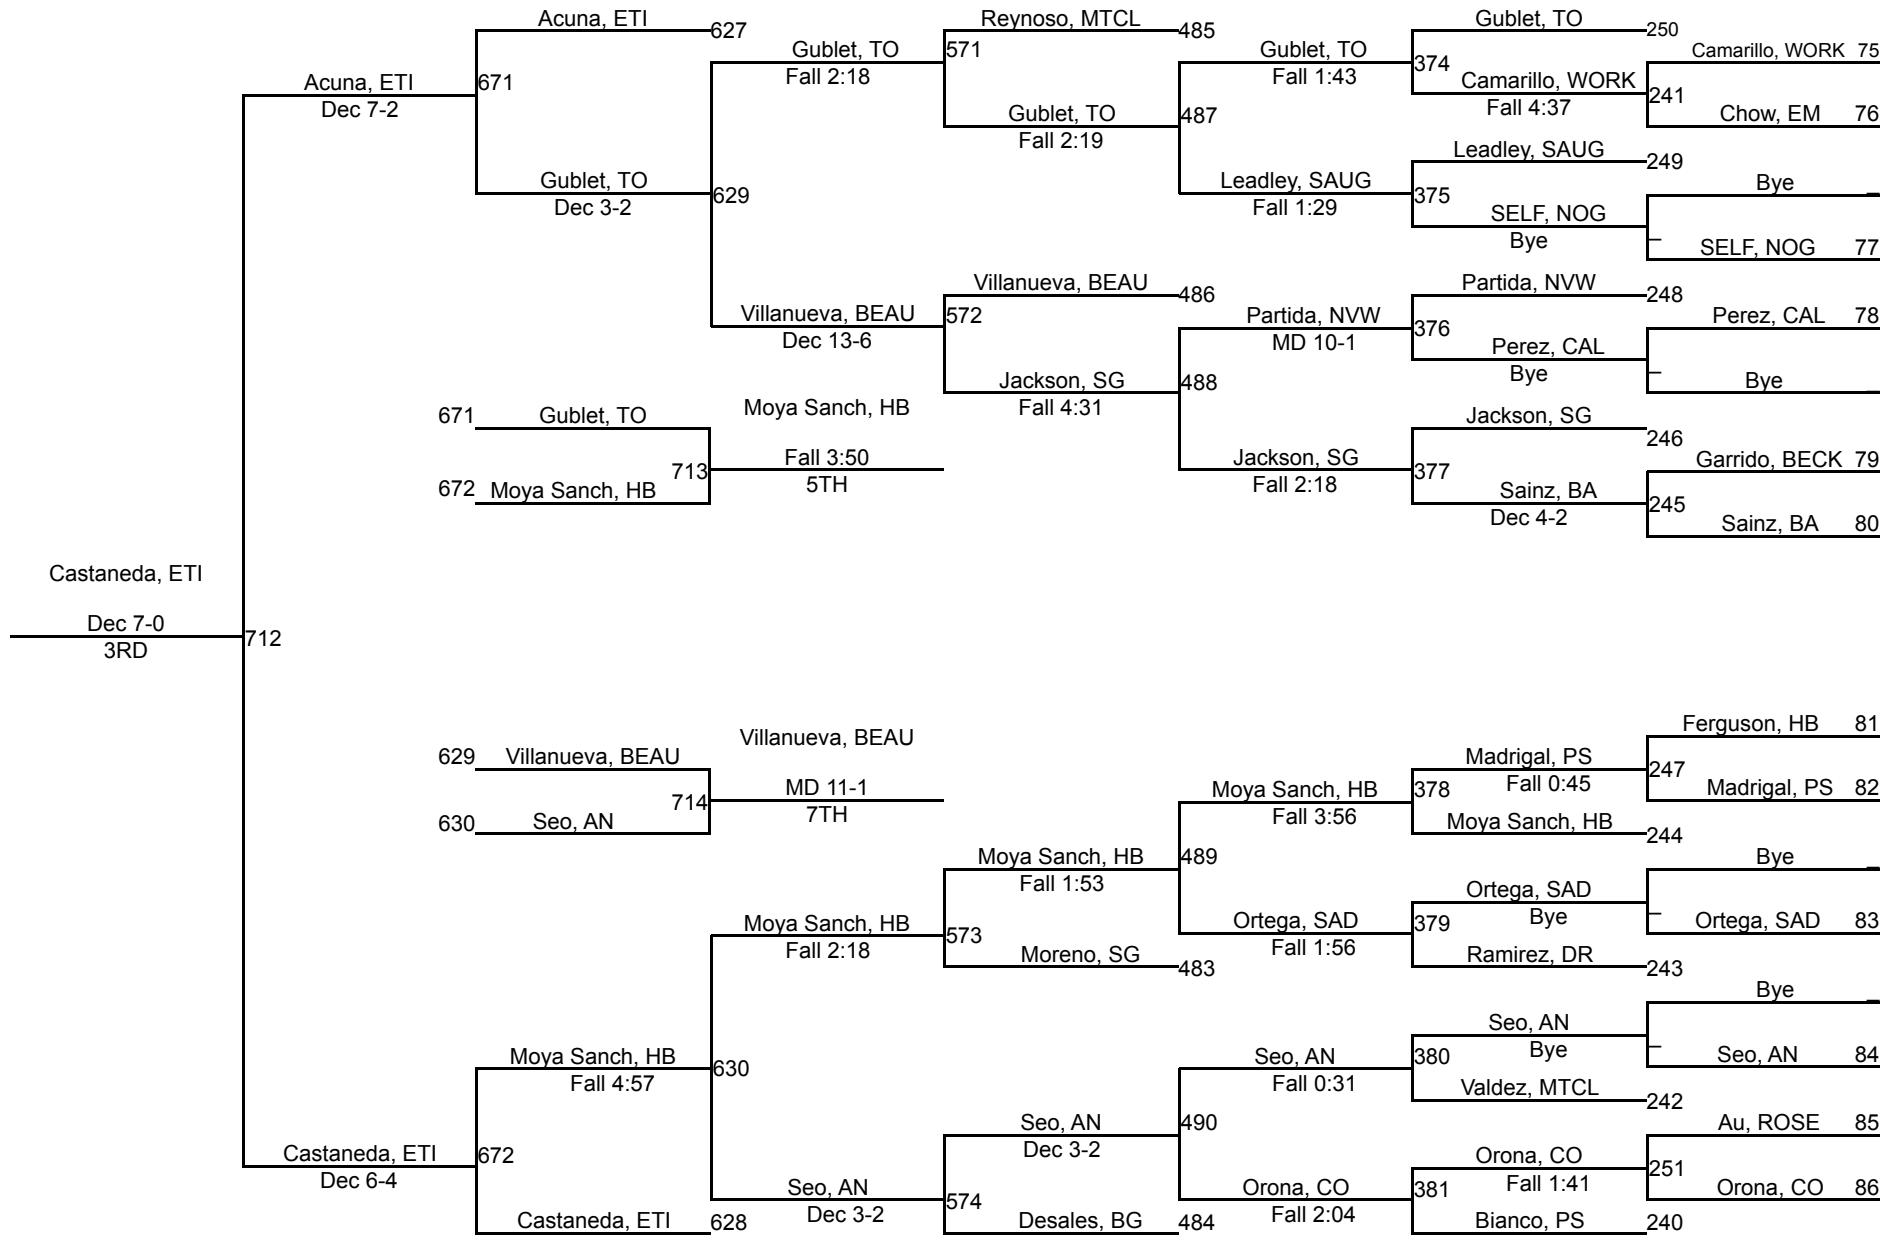 Acuna, ETI
627
Reynoso, MTCL
485
Gublet, TO
250
Gublet, TO
Fall 2:18
571
Gublet, TO
Fall 1:43
374
Camarillo, WORK 75
Acuna, ETI
Dec 7-2
671
Camarillo, WORK
Fall 4:37
241
Gublet, TO
Fall 2:19
487
Chow, EM 76
Leadley, SAUG
249
Gublet, TO
Dec 3-2
629
Leadley, SAUG
Fall 1:29
375
Bye _
SELF, NOG
Bye
_
SELF, NOG 77
Villanueva, BEAU
486
Partida, NVW
248
Villanueva, BEAU
Dec 13-6
572
Partida, NVW
MD 10-1
376
Perez, CAL 78
Perez, CAL
Bye
_
Jackson, SG
Fall 4:31
488
Bye _
671
Gublet, TO
Moya Sanch, HB
Jackson, SG
246
713
Fall 3:50
5TH
Jackson, SG
Fall 2:18
377
Garrido, BECK 79
672
Moya Sanch, HB
Sainz, BA
Dec 4-2
245
Sainz, BA 80
Castaneda, ETI
Dec 7-0
3RD
712
Ferguson, HB 81
629
Villanueva, BEAU
Villanueva, BEAU
Madrigal, PS
Fall 0:45
247
714
MD 11-1
7TH
Moya Sanch, HB
Fall 3:56
378
Madrigal, PS 82
630
Seo, AN
Moya Sanch, HB
244
Moya Sanch, HB
Fall 1:53
489
Bye _
Ortega, SAD
Bye
_
Moya Sanch, HB
Fall 2:18
573
Ortega, SAD
Fall 1:56
379
Ortega, SAD 83
Moreno, SG
483
Ramirez, DR
243
Bye _
Seo, AN
Bye
_
Moya Sanch, HB
Fall 4:57
630
Seo, AN
Fall 0:31
380
Seo, AN 84
Valdez, MTCL
242
Seo, AN
Dec 3-2
490
Au, ROSE 85
Castaneda, ETI
Dec 6-4
672
Orona, CO
Fall 1:41
251
Seo, AN
Dec 3-2
574
Orona, CO
Fall 2:04
381
Orona, CO 86
Castaneda, ETI
628
Desales, BG
484
Bianco, PS
240